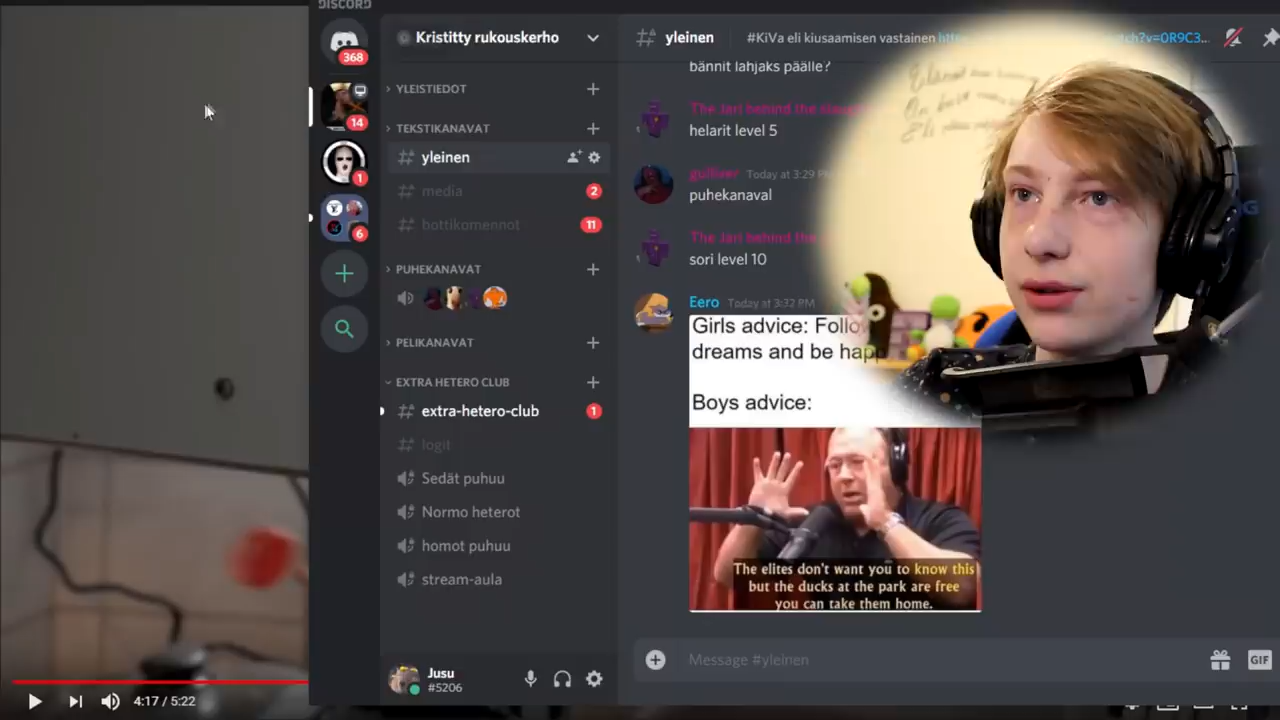 DISCORD
368
14
1
6
Kristitty rukouskerho
YLEISTIEDOT
TEKSTIKANAVAT
yleinen
media
2
bottikomennot
11
PUHEKANAVAT
PELIKANAVAT
EXTRA HETERO CLUB
extra-hetero-club
1
logit
Sedät puhuu
Normo heterot
homot puhuu
stream-aula
Jusu
#5206
yleinen
#KiVa eli kiusaamisen vastainen
tch?v=0R9C3...
bännit lahjaks päälle?
The Jari behind the
helarit level 5
gulliver Today at 3:29 PM
puhekanaval
The Jari behind the
sori level 10
Eero Today at 3:32 PM
Girls advice: Follo
dreams and be happ
Boys advice:
The elites don't want you to know this
but the ducks at the park are free
you can take them home.
Message #yleinen
GIF
4:17 / 5:22